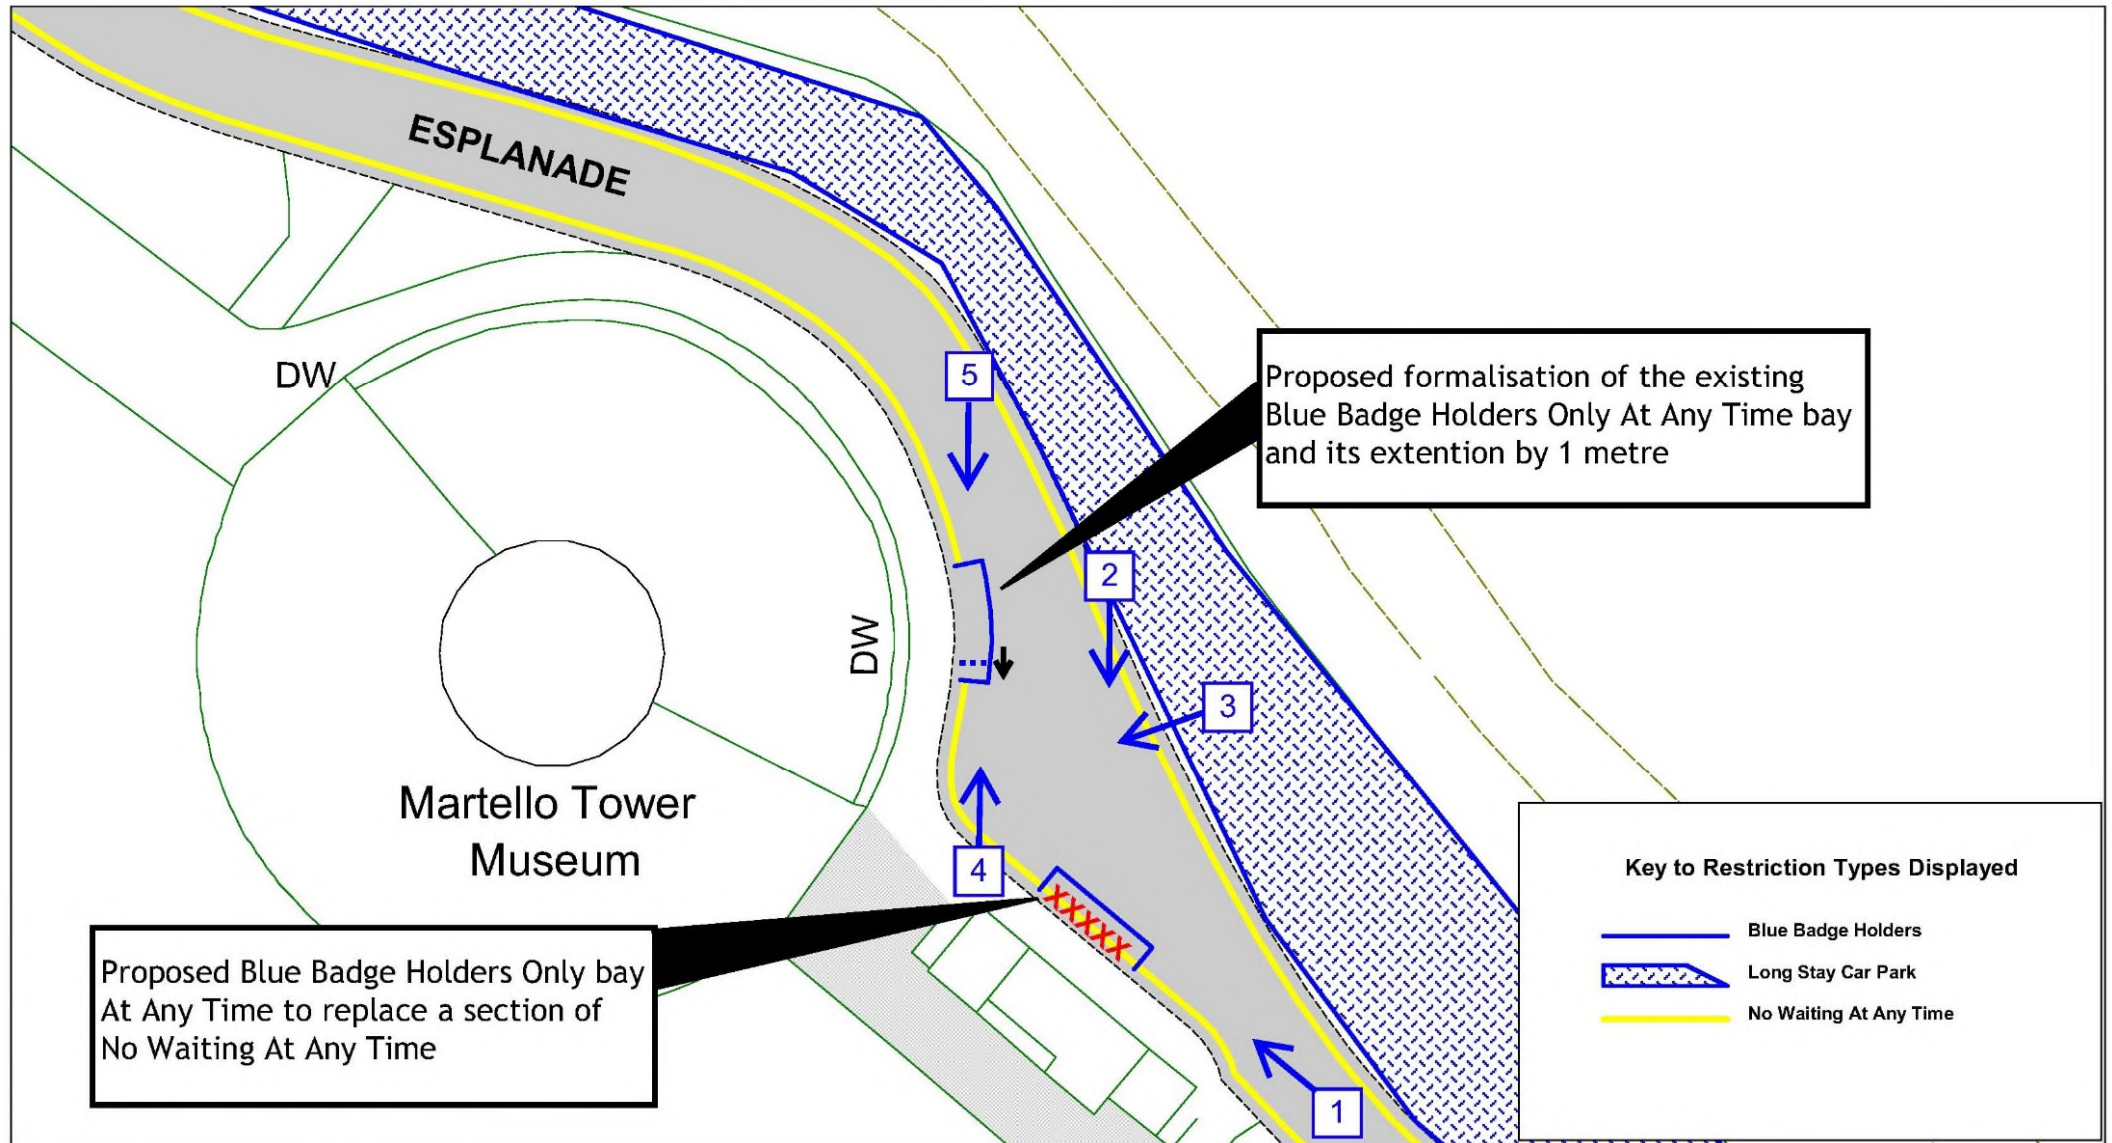 ESPLANADE
DW
5
Proposed formalisation of the existing
Blue Badge Holders Only At Any Time bay
and its extention by 1 metre
2
DW
3
Martello Tower
Museum
4
Key to Restriction Types Displayed
Blue Badge Holders
Long Stay Car Park
No Waiting At Any Time
XXXXX
Proposed Blue Badge Holders Only bay
At Any Time to replace a section of
No Waiting At Any Time
1